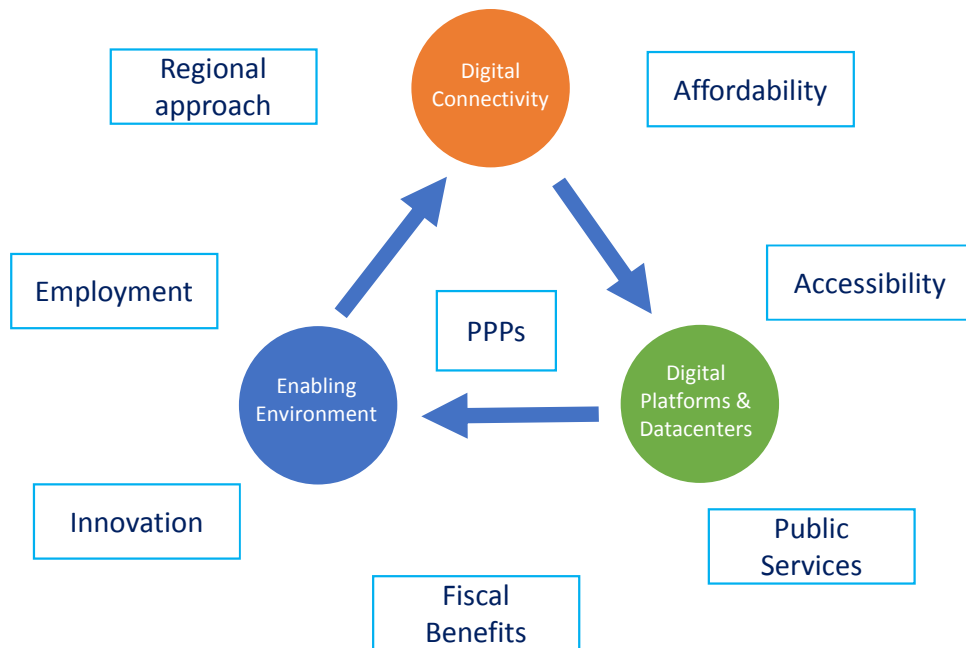 Regional
approach
Digital
Connectivity
Affordability
Employment
Accessibility
PPPs
Enabling
Environment
Digital
Platforms &
Datacenters
Innovation
Public
Services
Fiscal
Benefits